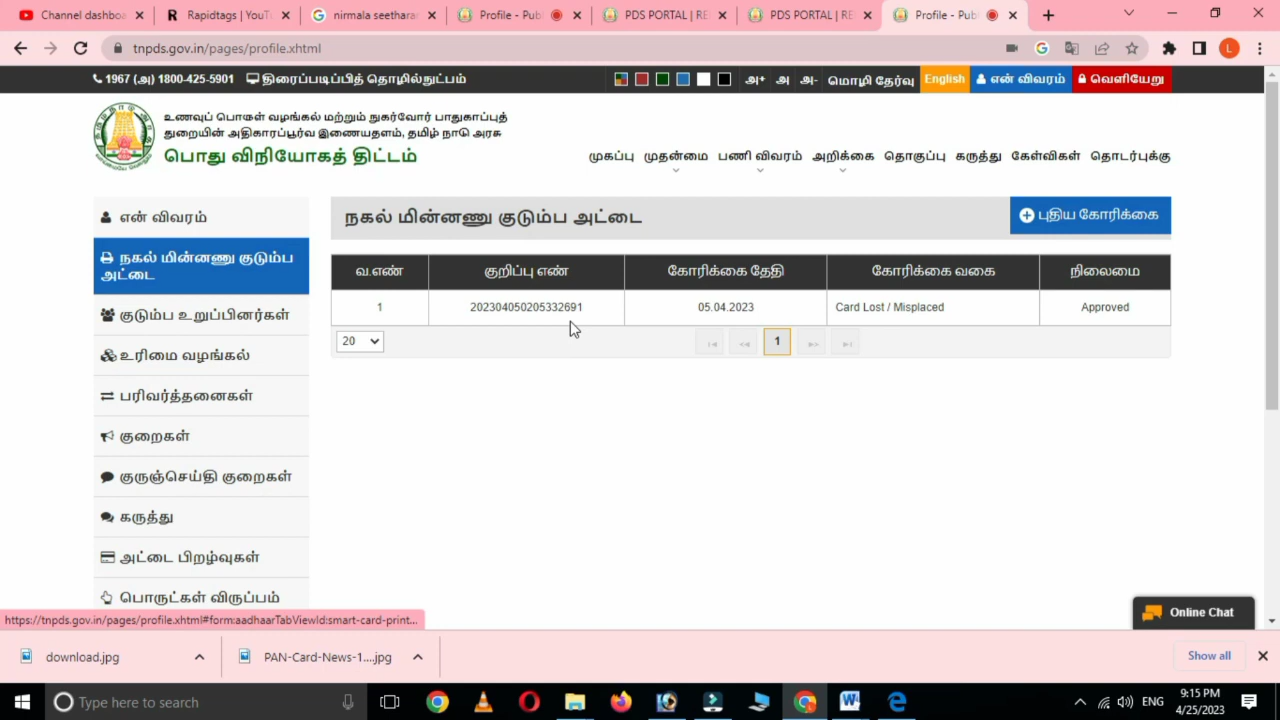 Channel dashboa
Rapidtags | YouT
nirmala seethara
Profile - Pub
PDS PORTAL | RE
PDS PORTAL | RE
Profile - Pub
tnpds.gov.in/pages/profile.xhtml
L
1967 (அ) 1800-425-5901 திரைப்படிப்பித் தொழில்நுட்பம்
அ+ அ அ- மொழி தேர்வு English என் விவரம் வெளியேறு
உணவுப் பொருள் வழங்கல் மற்றும் நுகர்வோர் பாதுகாப்புத்
துறையின் அதிகாரப்பூர்வ இணையதளம், தமிழ் நாடு அரசு
பொது விநியோகத் திட்டம்
முகப்பு முதன்மை பணி விவரம் அறிக்கை தொகுப்பு கருத்து கேள்விகள் தொடர்புக்கு
என் விவரம்
நகல் மின்னணு குடும்ப
அட்டை
குடும்ப உறுப்பினர்கள்
உரிமை வழங்கல்
பரிவர்த்தனைகள்
குறைகள்
குருஞ்செய்தி குறைகள்
கருத்து
அட்டை பிறழ்வுகள்
பொருட்கள் விருப்பம்
நகல் மின்னணு குடும்ப அட்டை
புதிய கோரிக்கை
வ.எண் குறிப்பு எண் கோரிக்கை தேதி கோரிக்கை வகை நிலைமை
1 202304050205332691 05.04.2023 Card Lost / Misplaced Approved
20 1
Online Chat
https://tnpds.gov.in/pages/profile.xhtml#form:aadhaarTabViewId:smart-card-print...
download.jpg
PAN-Card-News-1....jpg
Show all
Type here to search
ENG
9:15 PM
4/25/2023